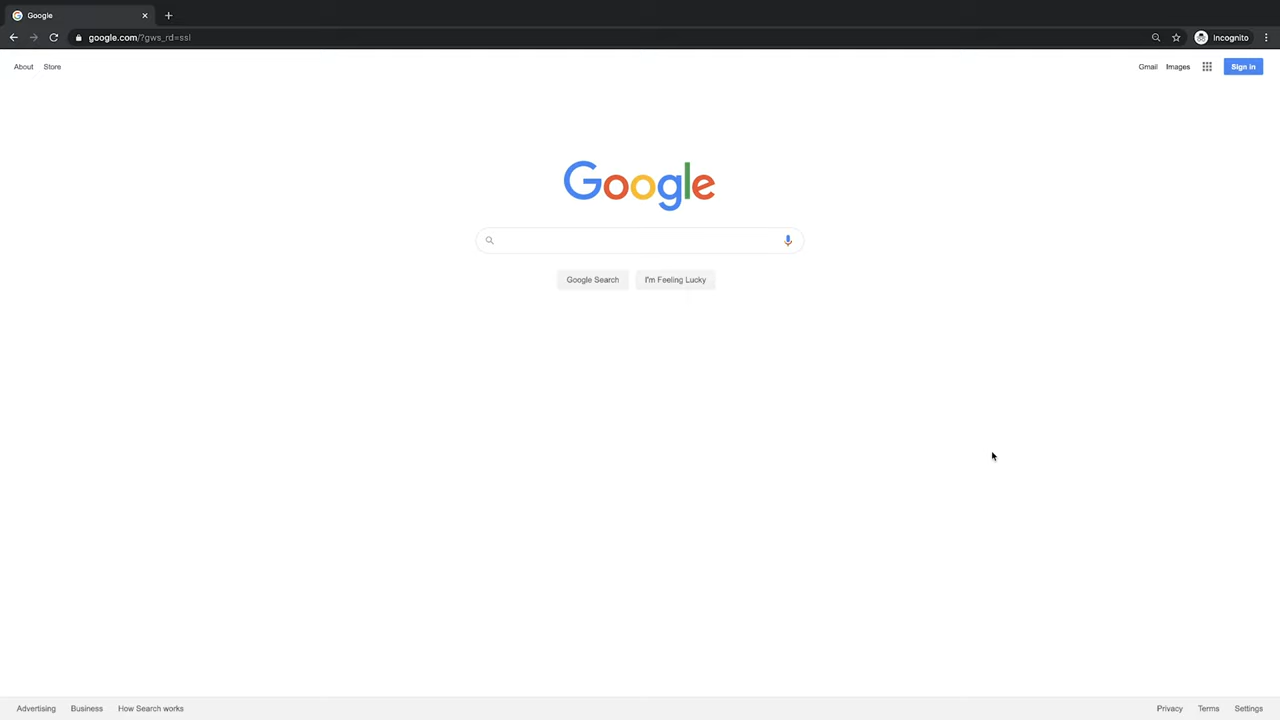 Google
google.com/?gws_rd=ssl
Incognito
About Store
Gmail Images Sign in
Google
Google Search I'm Feeling Lucky
Advertising Business How Search works
Privacy Terms Settings